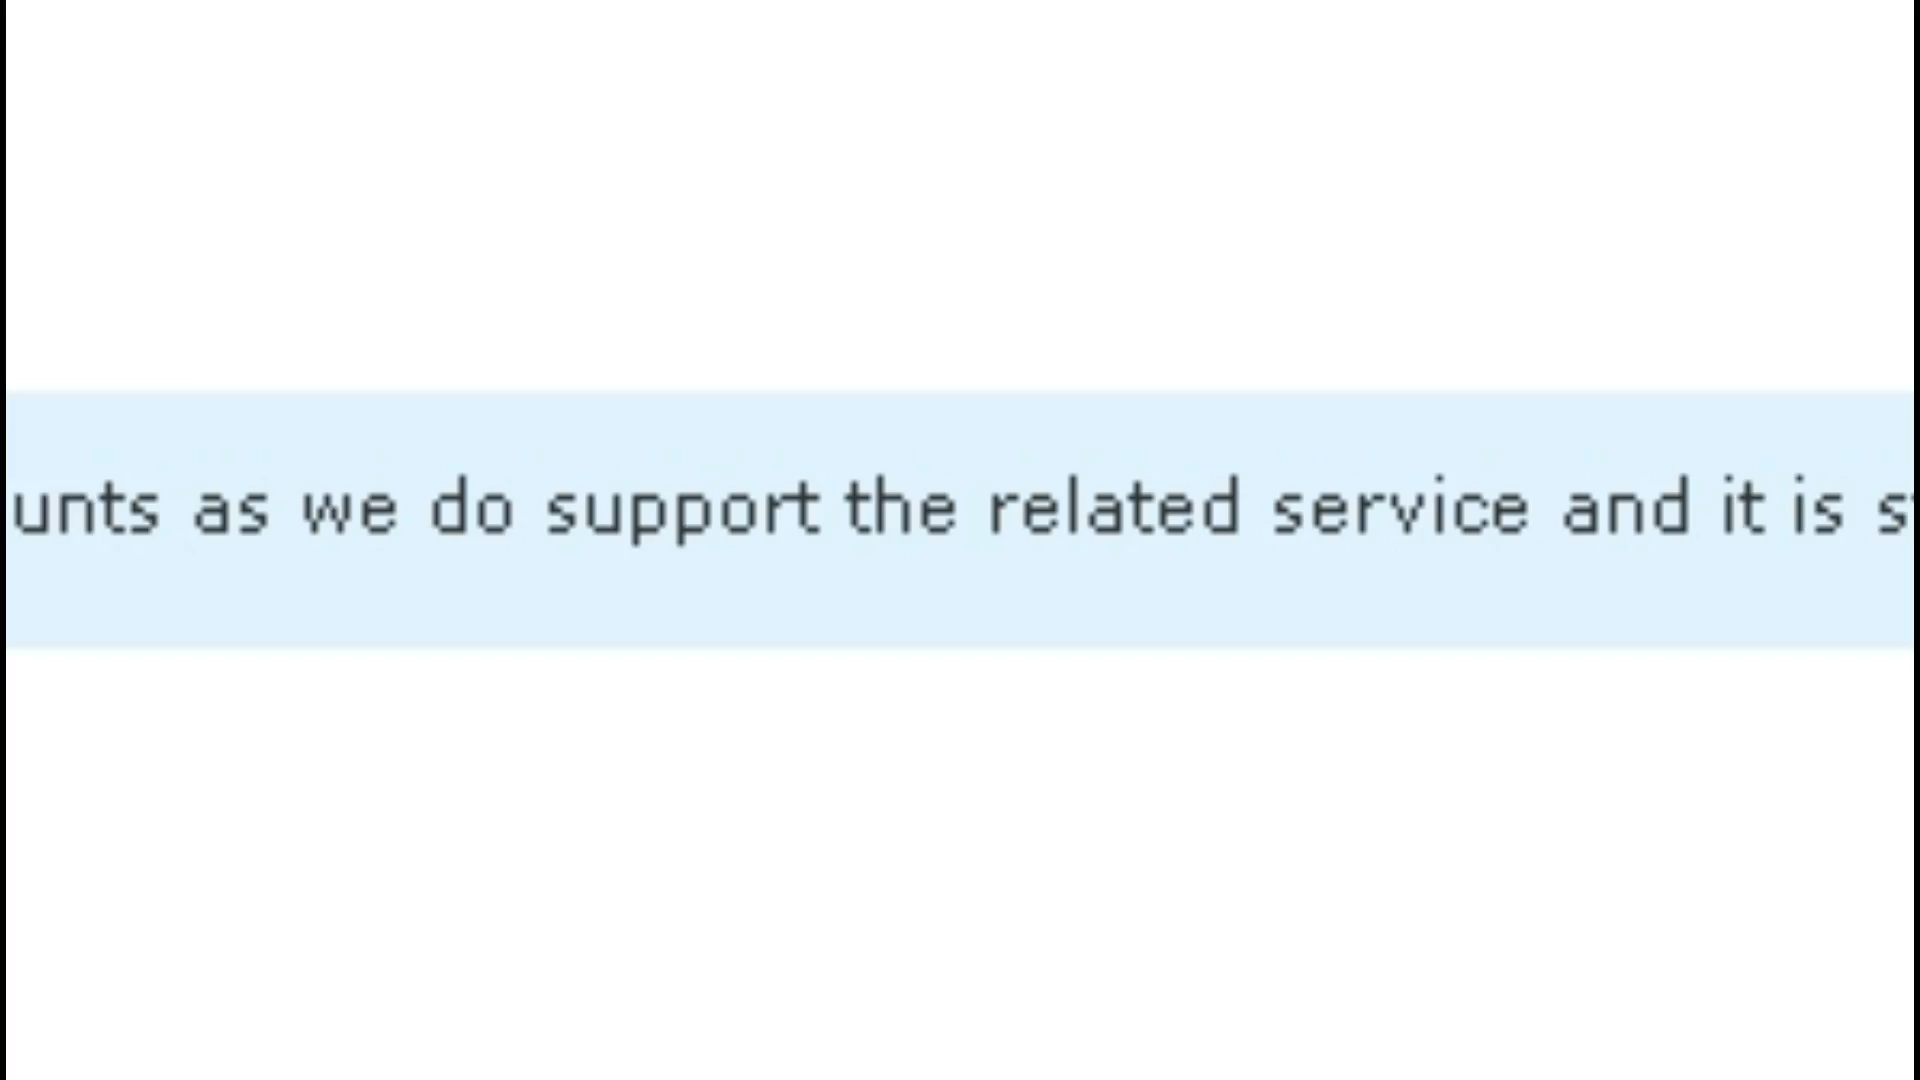 unts as we do support the related service and it is